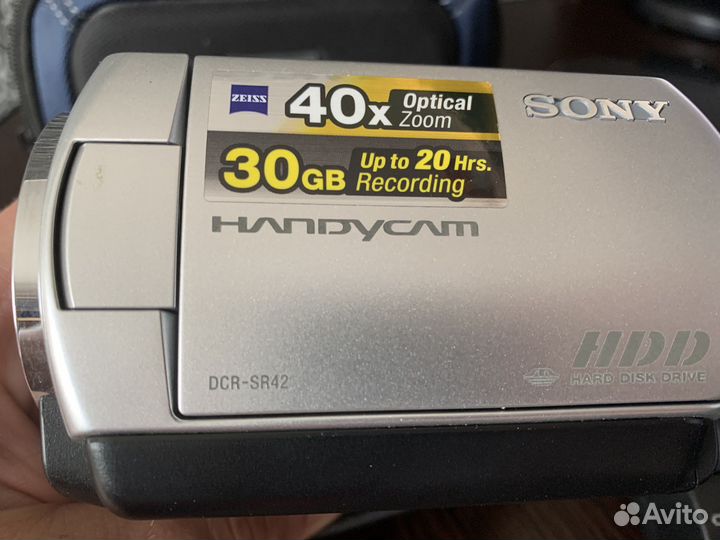 ZEISS
40x Optical Zoom
30GB Up to 20 Hrs. Recording
SONY
HANDYCAM
HDD
HARD DISK DRIVE
DCR-SR42
Avito